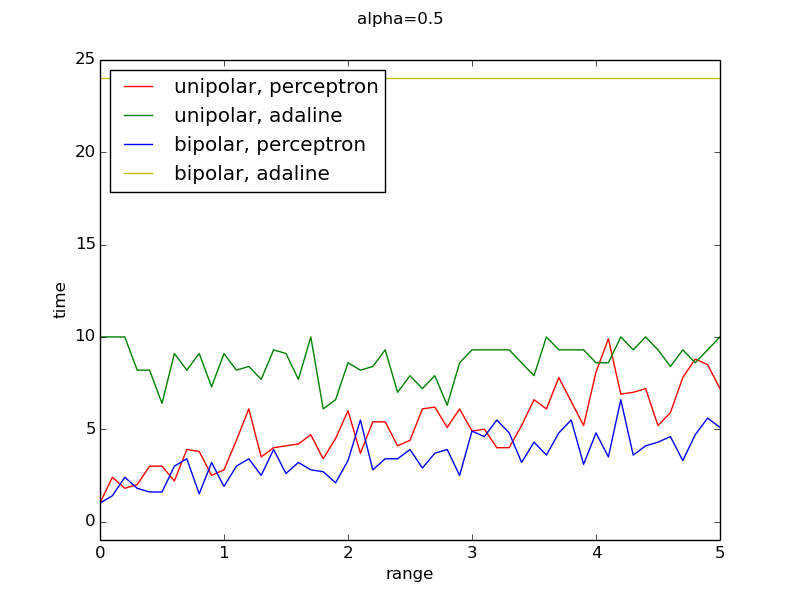 alpha=0.5
25
20
15
10
5
0
time
unipolar, perceptron
unipolar, adaline
bipolar, perceptron
bipolar, adaline
0 1 2 3 4 5
range